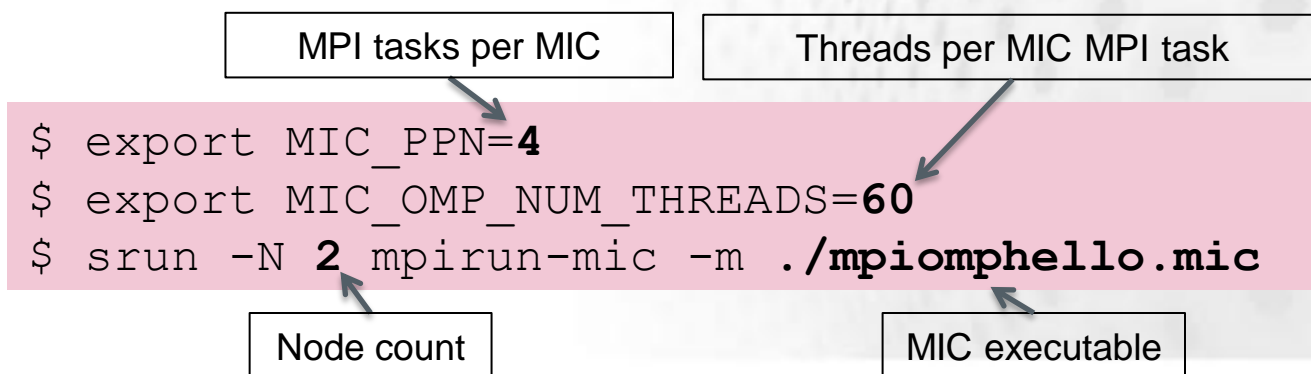 MPI tasks per MIC
Threads per MIC MPI task
$ export MIC_PPN=4
$ export MIC_OMP_NUM_THREADS=60
$ srun -N 2 mpirun-mic -m ./mpiomphello.mic
Node count
MIC executable